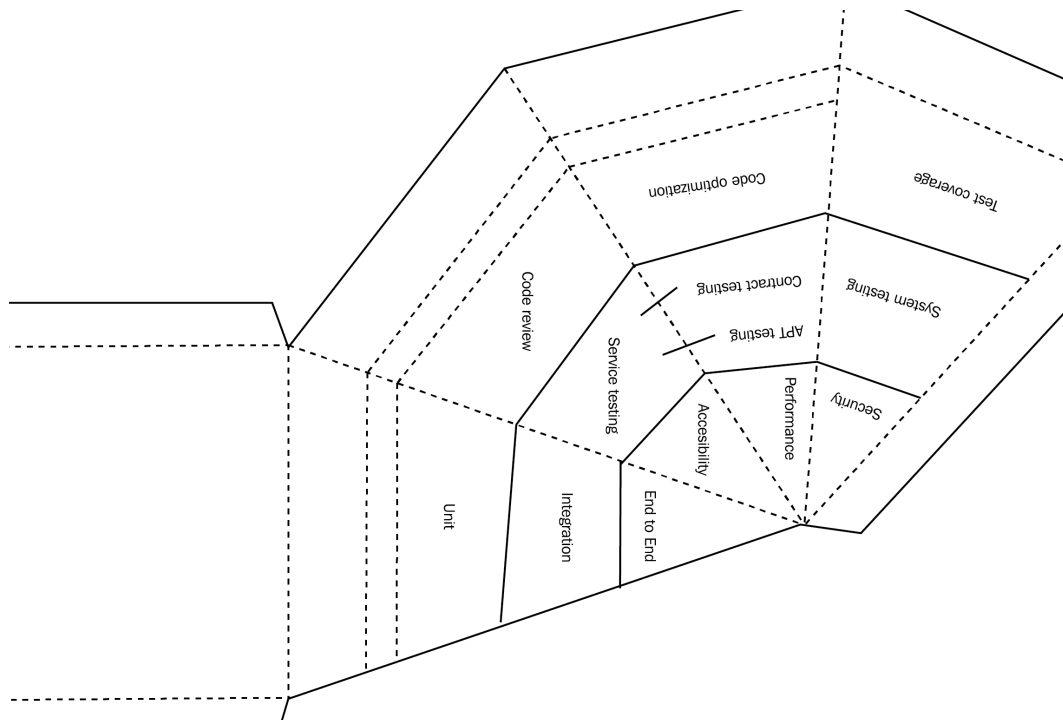 Code optimization
Test coverage
Code review
Contract testing
System testing
APT testing
Service testing
Performance
Security
Accesibility
Unit
Integration
End to End